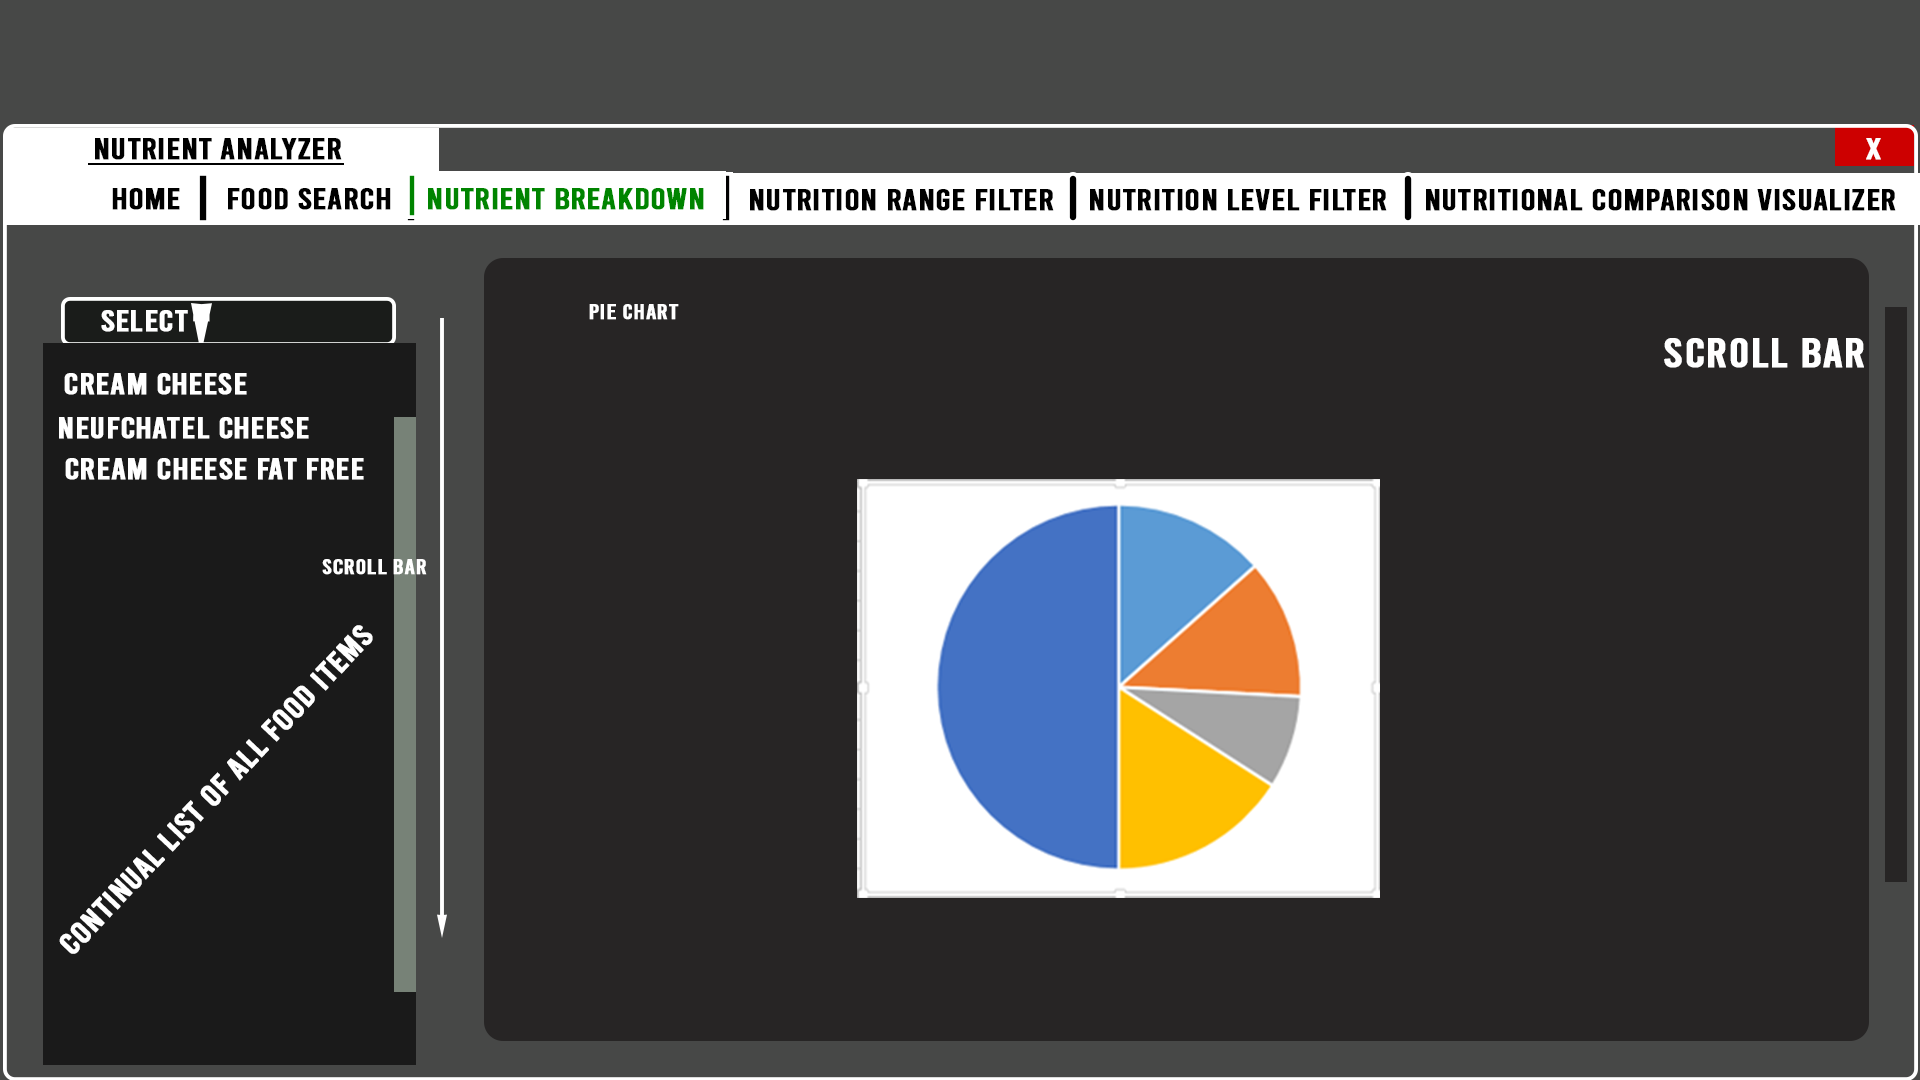 NUTRIENT ANALYZER
X
HOME
FOOD SEARCH
NUTRIENT BREAKDOWN
NUTRITION RANGE FILTER
NUTRITION LEVEL FILTER
NUTRITIONAL COMPARISON VISUALIZER
SELECT
CREAM CHEESE
NEUFCHATEL CHEESE
CREAM CHEESE FAT FREE
SCROLL BAR
CONTINUAL LIST OF ALL FOOD ITEMS
PIE CHART
SCROLL BAR